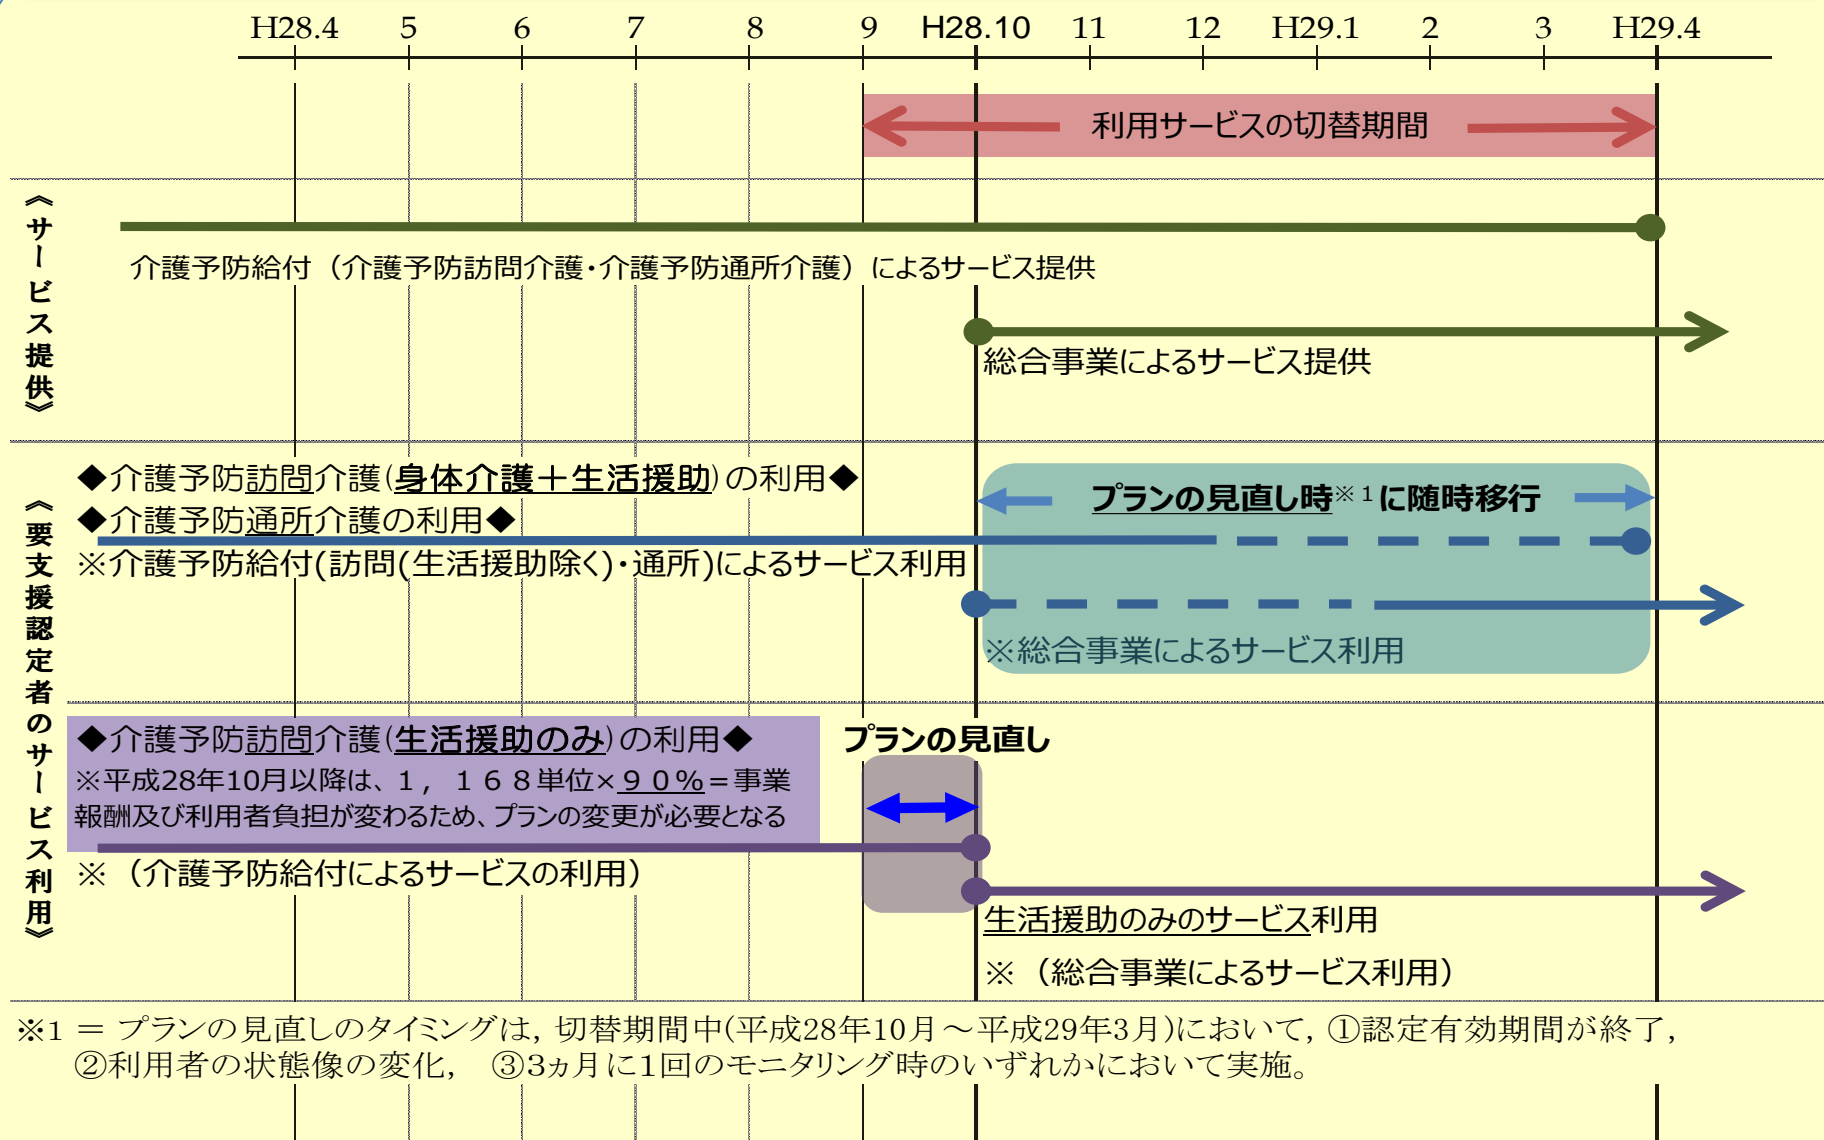 H28.4 5 6 7 8 9 H28.10 11 12 H29.1 2 3 H29.4
利用サービスの切替期間
《サービス提供》
介護予防給付（介護予防訪問介護・介護予防通所介護）によるサービス提供
総合事業によるサービス提供
《要支援認定者のサービス利用》
◆介護予防訪問介護(身体介護＋生活援助)の利用◆
◆介護予防通所介護の利用◆
※介護予防給付(訪問(生活援助除く)・通所)によるサービス利用
プランの見直し時※１に随時移行
※総合事業によるサービス利用
◆介護予防訪問介護(生活援助のみ)の利用◆
※平成28年10月以降は、１，１６８単位×９０％＝事業
報酬及び利用者負担が変わるため、プランの変更が必要となる
※（介護予防給付によるサービスの利用）
プランの見直し
生活援助のみのサービス利用
※（総合事業によるサービス利用）
※1 ＝ プランの見直しのタイミングは，切替期間中(平成28年10月～平成29年3月)において，①認定有効期間が終了，
②利用者の状態像の変化， ③3ヵ月に1回のモニタリング時のいずれかにおいて実施。